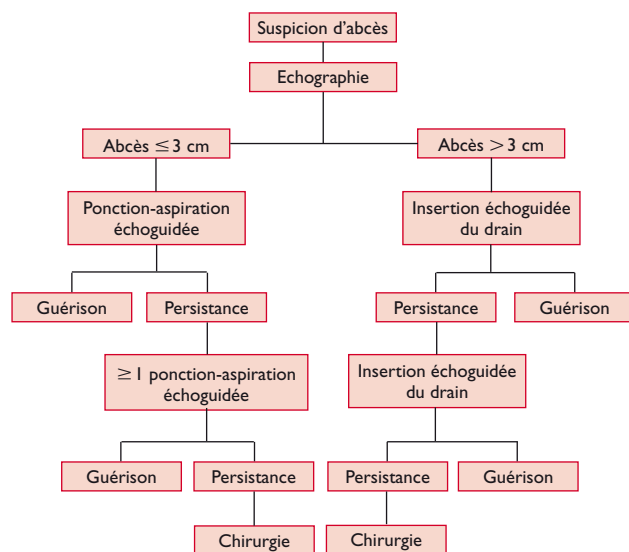 Suspicion d'abcès
Echographie
Abcès ≤ 3 cm
Abcès > 3 cm
Ponction-aspiration
échoguidée
Insertion échoguidée
du drain
Guérison
Persistance
Persistance
Guérison
≥ 1 ponction-aspiration
échoguidée
Insertion échoguidée
du drain
Guérison
Persistance
Persistance
Guérison
Chirurgie
Chirurgie